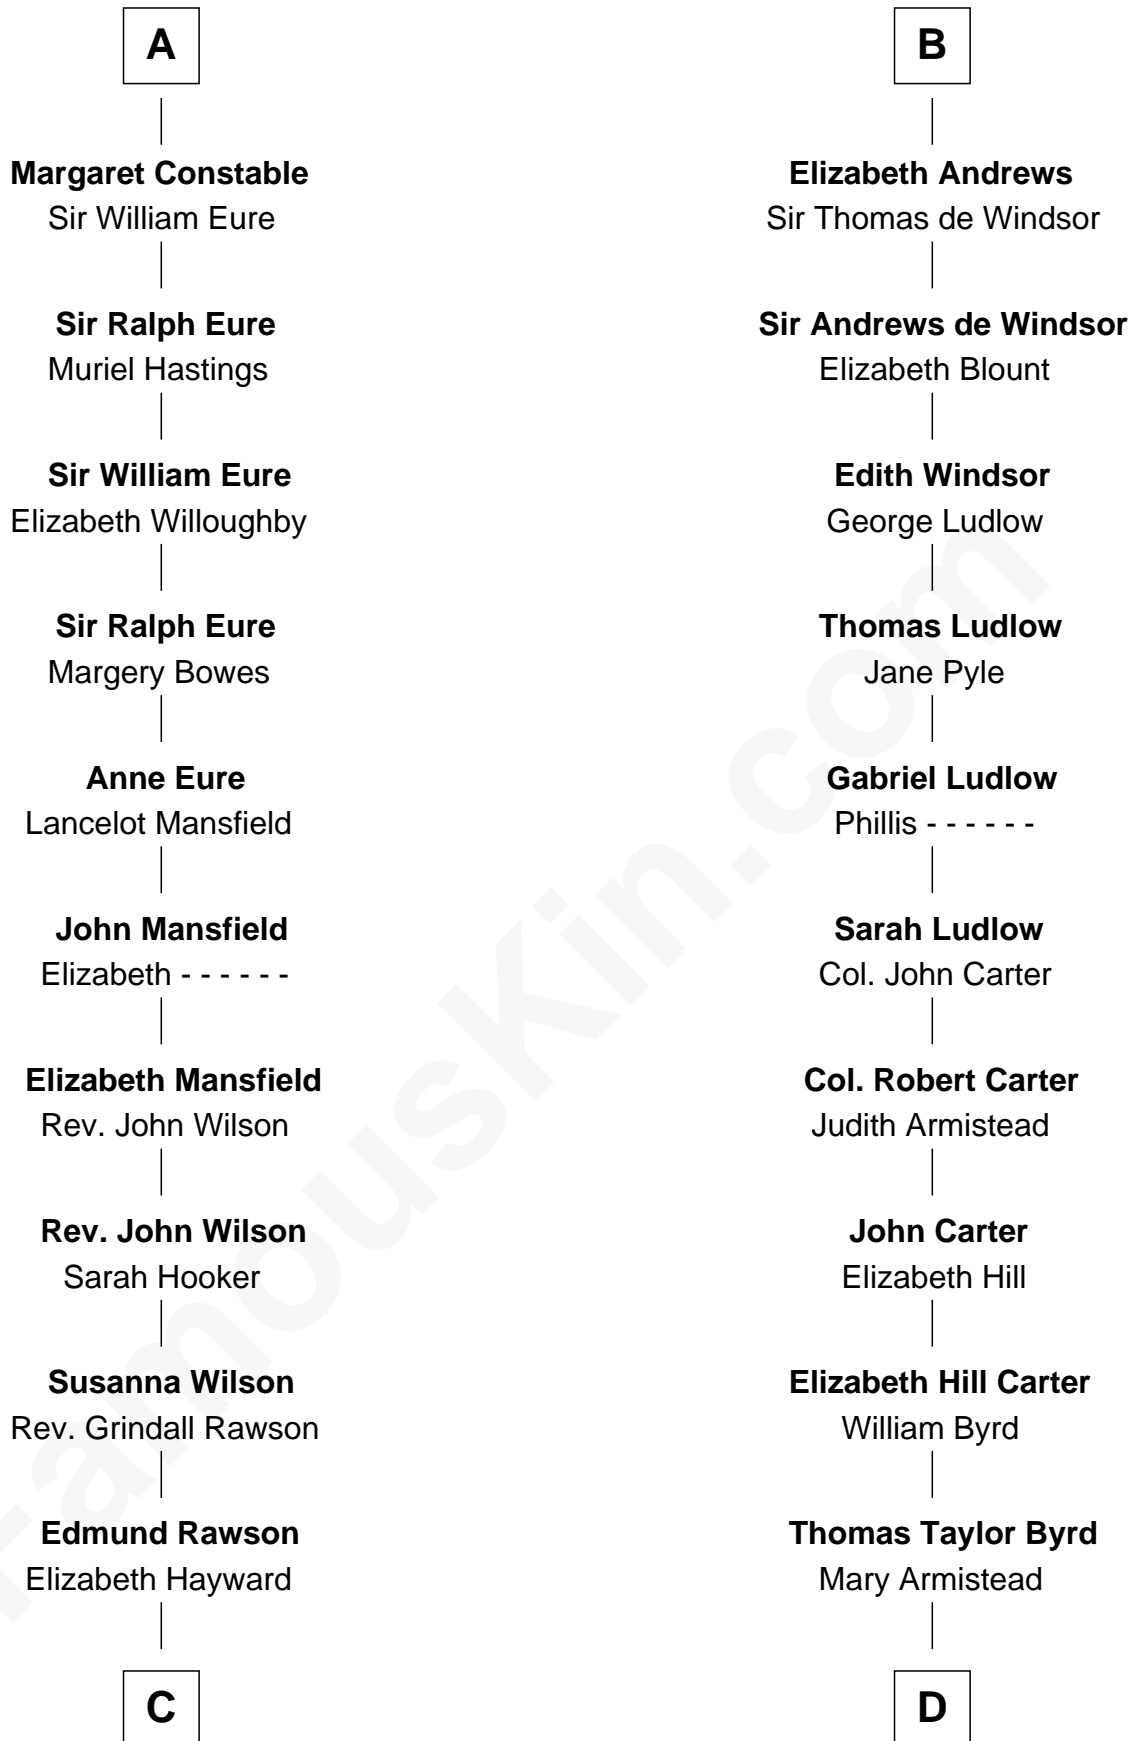 A
Margaret Constable
Sir William Eure
Sir Ralph Eure
Muriel Hastings
Sir William Eure
Elizabeth Willoughby
Sir Ralph Eure
Margery Bowes
Anne Eure
Lancelot Mansfield
John Mansfield
Elizabeth - - - - - -
Elizabeth Mansfield
Rev. John Wilson
Rev. John Wilson
Sarah Hooker
Susanna Wilson
Rev. Grindall Rawson
Edmund Rawson
Elizabeth Hayward
C
B
Elizabeth Andrews
Sir Thomas de Windsor
Sir Andrews de Windsor
Elizabeth Blount
Edith Windsor
George Ludlow
Thomas Ludlow
Jane Pyle
Gabriel Ludlow
Phillis - - - - - -
Sarah Ludlow
Col. John Carter
Col. Robert Carter
Judith Armistead
John Carter
Elizabeth Hill
Elizabeth Hill Carter
William Byrd
Thomas Taylor Byrd
Mary Armistead
D
FamousKin.com